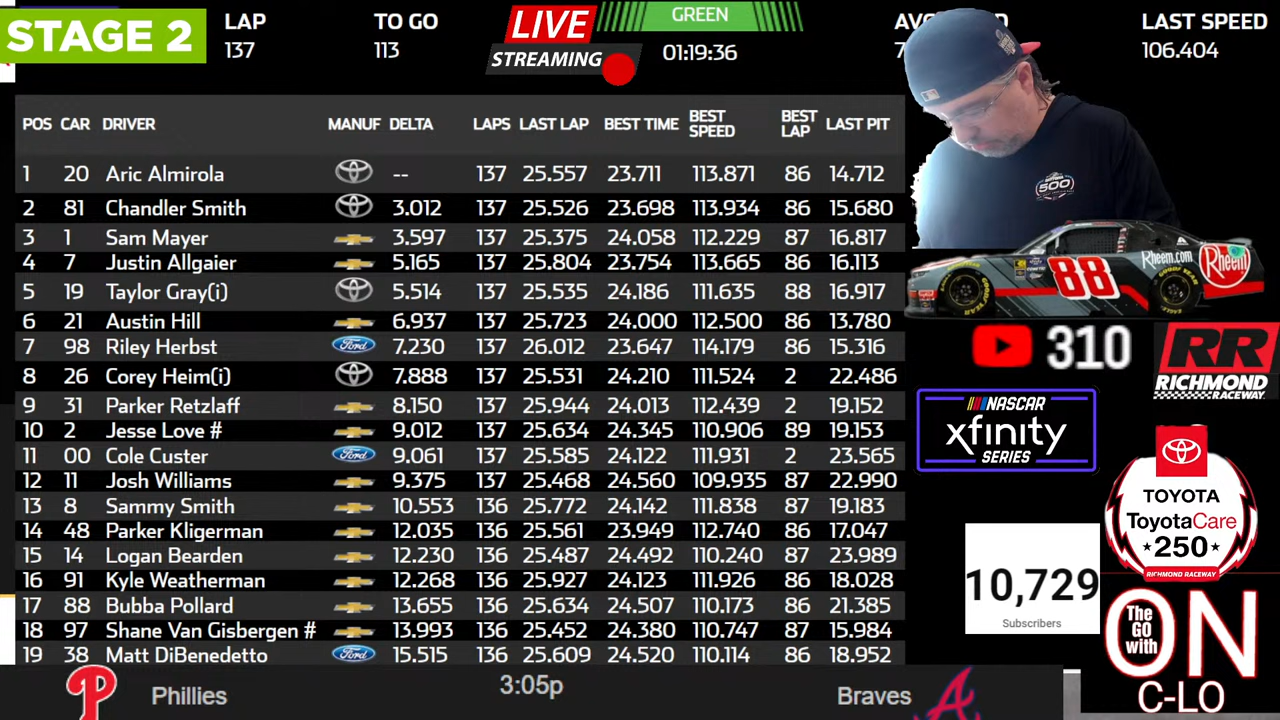 STAGE 2
LAP
137
TO GO
113
LIVE
STREAMING
GREEN
01:19:36
LAST SPEED
106.404
POS CAR DRIVER MANUF DELTA LAPS LAST LAP BEST TIME BEST SPEED BEST LAP LAST PIT
1 20 Aric Almirola -- 137 25.557 23.711 113.871 86 14.712
2 81 Chandler Smith 3.012 137 25.526 23.698 113.934 86 15.680
3 1 Sam Mayer 3.597 137 25.375 24.058 112.229 87 16.817
4 7 Justin Allgaier 5.165 137 25.804 23.754 113.665 86 16.113
5 19 Taylor Gray(i) 5.514 137 25.535 24.186 111.635 88 16.917
6 21 Austin Hill 6.937 137 25.723 24.000 112.500 86 13.780
7 98 Riley Herbst Ford 7.230 137 26.012 23.647 114.179 86 15.316
8 26 Corey Heim(i) 7.888 137 25.531 24.210 111.524 2 22.486
9 31 Parker Retzlaff 8.150 137 25.944 24.013 112.439 2 19.152
10 2 Jesse Love # 9.012 137 25.634 24.345 110.906 89 19.153
11 00 Cole Custer Ford 9.061 137 25.585 24.122 111.931 2 23.565
12 11 Josh Williams 9.375 137 25.468 24.560 109.935 87 22.990
13 8 Sammy Smith 10.553 136 25.772 24.142 111.838 87 19.183
14 48 Parker Kligerman 12.035 136 25.561 23.949 112.740 86 17.047
15 14 Logan Bearden 12.230 136 25.487 24.492 110.240 87 23.989
16 91 Kyle Weatherman 12.268 136 25.927 24.123 111.926 86 18.028
17 88 Bubba Pollard 13.655 136 25.634 24.507 110.173 86 21.385
18 97 Shane Van Gisbergen # 13.993 136 25.452 24.380 110.747 87 15.984
19 38 Matt DiBenedetto Ford 15.515 136 25.609 24.520 110.114 86 18.952
500
88
Rheem.com
Rheem
GOODYEAR
310
RR
RICHMOND
RACEWAY
NASCAR
xfinity
SERIES
TOYOTA
ToyotaCare
250
RICHMOND RACEWAY
10,729
Subscribers
The Go with
ON
C-LO
P
Phillies
3:05p
Braves
A